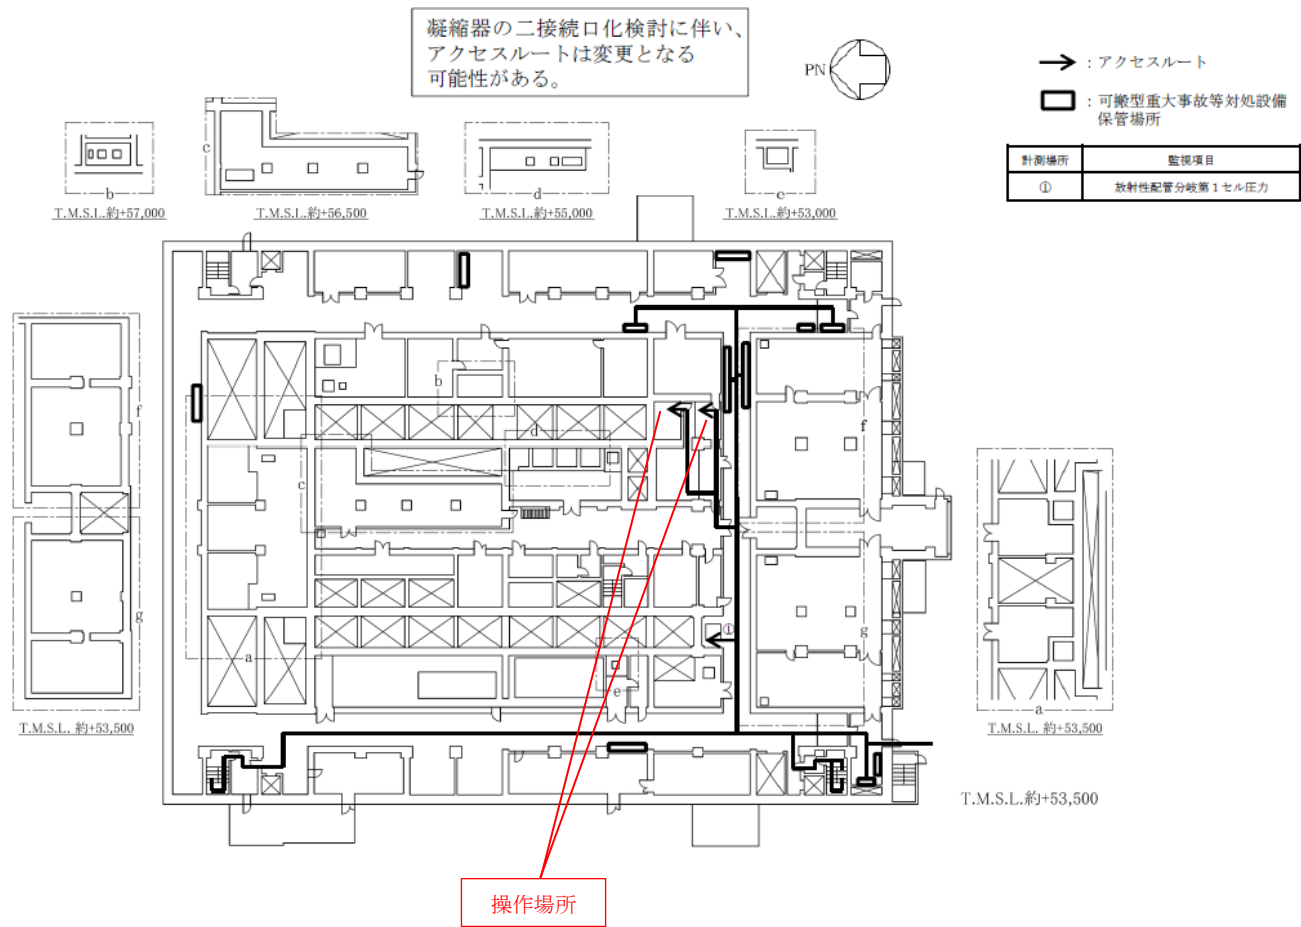 凝縮器の二接続口化検討に伴い、
アクセスルートは変更となる
可能性がある。
PN
：アクセスルート
：可搬型重大事故等対処設備
保管場所
計測場所 監視項目
① 放射性配管分岐第１セル圧力
b
T.M.S.L.約+57,000
c
T.M.S.L.約+56,500
d
T.M.S.L.約+55,000
e
T.M.S.L.約+53,000
f
g
T.M.S.L. 約+53,500
b
d
c
a
e
f
g
①
a
T.M.S.L. 約+53,500
T.M.S.L.約+53,500
操作場所